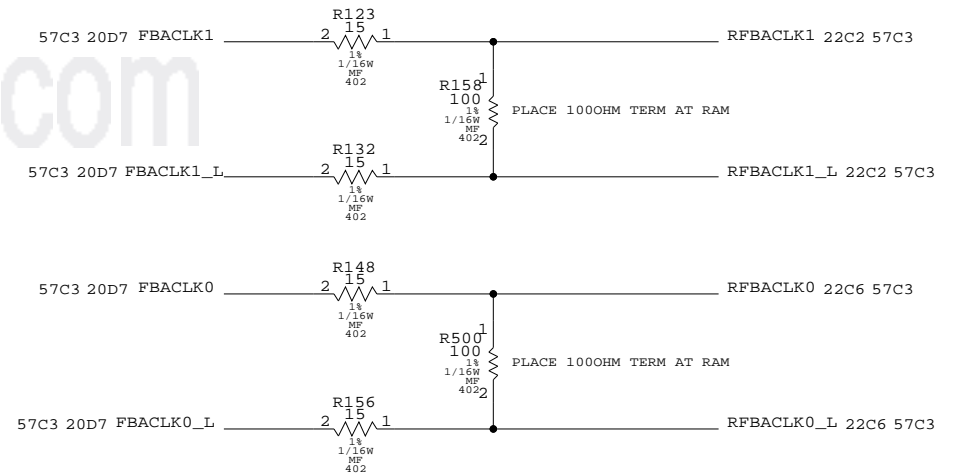 R123
57C3 20D7 FBACLK1 2 15 1 RFBACLK1 22C2 57C3
1%
1/16W
MF
402
com
1
R158
100
1%
1/16W
MF
402
2
PLACE 100OHM TERM AT RAM
R132
57C3 20D7 FBACLK1_L 2 15 1 RFBACLK1_L 22C2 57C3
1%
1/16W
MF
402
R148
57C3 20D7 FBACLK0 2 15 1 RFBACLK0 22C6 57C3
1%
1/16W
MF
402
1
R500
100
1%
1/16W
MF
402
2
PLACE 100OHM TERM AT RAM
R156
57C3 20D7 FBACLK0_L 2 15 1 RFBACLK0_L 22C6 57C3
1%
1/16W
MF
402